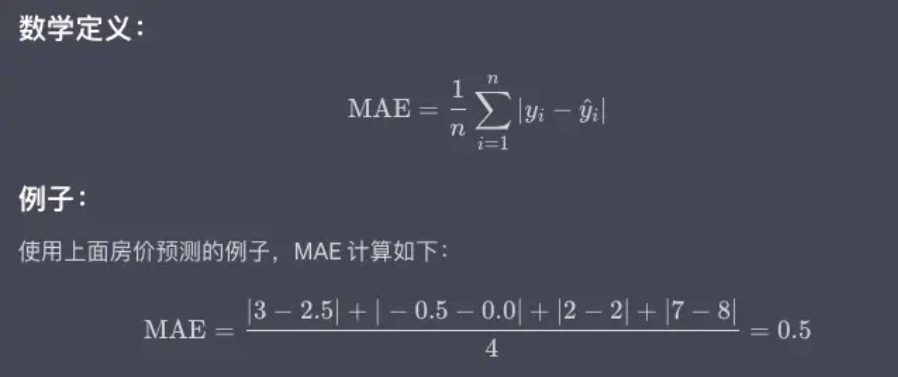 数学定义：
MAE = \frac{1}{n} \sum_{i=1}^{n} |y_i - \hat{y}_i|
例子：
使用上面房价预测的例子，MAE 计算如下：
MAE = \frac{|3 - 2.5| + | - 0.5 - 0.0| + |2 - 2| + |7 - 8|}{4} = 0.5